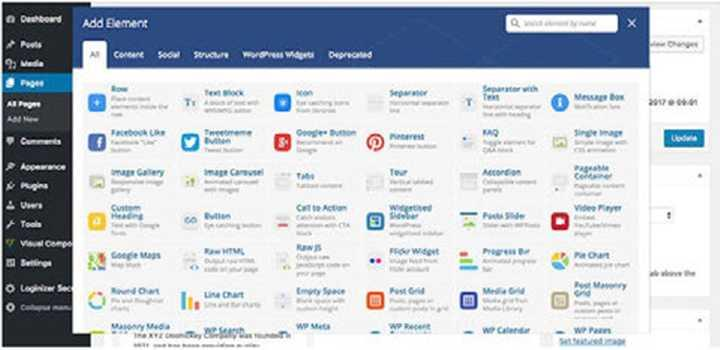 Dashboard
Posts
Media
Pages
All Pages
Add New
Comments
Appearance
Plugins
Users
Tools
Visual Compo
Settings
Loginizer Sec
Collapse menu
Add Element
Search element by name
All Content Social Structure WordPress Widgets Deprecated
Row
Place content elements inside the row
Text Block
A block of text with WYSIWYG editor
Icon
Eye catching icons from libraries
Separator
Horizontal separator line
Separator with Text
Horizontal separator line with heading
Message Box
Notification box
Facebook Like
Facebook "Like" button
Tweetmeme Button
Tweet button
Google+ Button
Recommend on Google
Pinterest
Pinterest button
FAQ
Toggle element for Q&A block
Single Image
Simple image with CSS animation
Image Gallery
Responsive image gallery
Image Carousel
Animated carousel with images
Tabs
Tabbed content
Tour
Vertical tabbed content
Accordion
Collapsible content panels
Pageable Container
Pageable content container
Custom Heading
Text with Google fonts
Button
Eye catching button
Call to Action
Catch visitors attention with CTA block
Widgetised Sidebar
WordPress widgetised sidebar
Posts Slider
Slider with WP Posts
Video Player
Embed YouTube/Vimeo player
Google Maps
Map block
Raw HTML
Output raw HTML code on your page
Raw JS
Output raw JavaScript code on your page
Flickr Widget
Image feed from Flickr account
Progress Bar
Animated progress bar
Pie Chart
Animated pie chart
Round Chart
Pie and Doughnut charts
Line Chart
Line and Bar charts
Empty Space
Blank space with custom height
Post Grid
Posts, pages or custom posts in grid
Media Grid
Media grid from Media Library
Post Masonry Grid
Posts, pages or custom posts in
Masonry Media
WP Search
WP Meta
WP Recent
WP Calendar
WP Pages
View Changes
2017 @ 09:01
Update
tab above the
Set featured image
The XYZ Doohickey Company was founded in